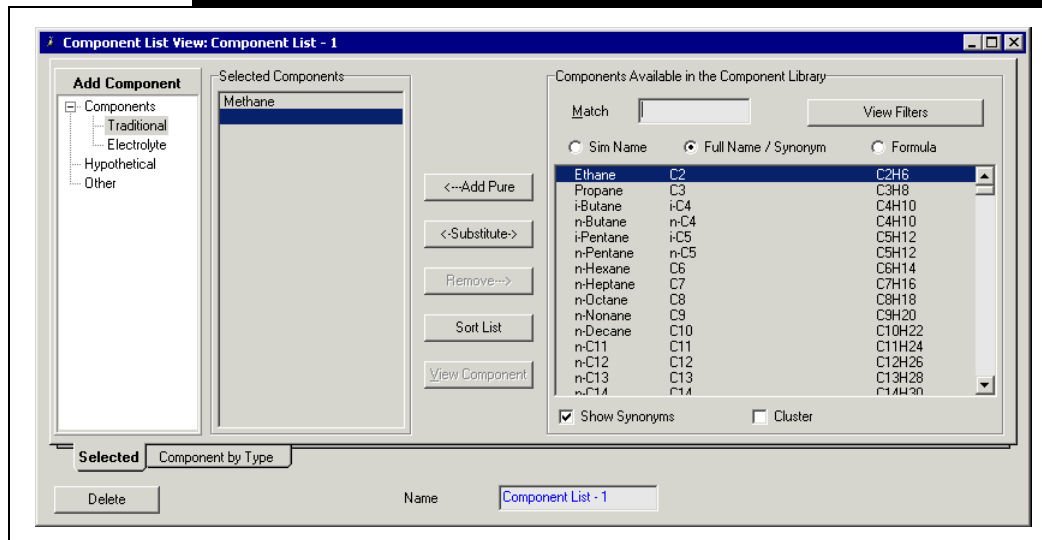 Component List View: Component List - 1
Add Component
Components
Traditional
Electrolyte
Hypothetical
Other
Selected Components
Methane
<---Add Pure
<-Substitute->
Remove--->
Sort List
View Component
Components Available in the Component Library
Match
View Filters
Sim Name Full Name / Synonym Formula
Ethane C2 C2H6
Propane C3 C3H8
i-Butane i-C4 C4H10
n-Butane n-C4 C4H10
i-Pentane i-C5 C5H12
n-Pentane n-C5 C5H12
n-Hexane C6 C6H14
n-Heptane C7 C7H16
n-Octane C8 C8H18
n-Nonane C9 C9H20
n-Decane C10 C10H22
n-C11 C11 C11H24
n-C12 C12 C12H26
n-C13 C13 C13H28
n-C14 C14 C14H30
Show Synonyms Cluster
Selected Component by Type
Delete Name Component List - 1